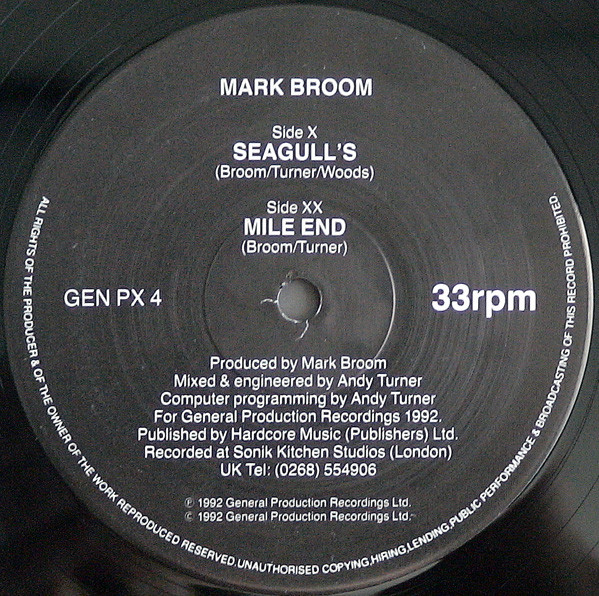 MARK BROOM
Side X
SEAGULL'S
(Broom/Turner/Woods)
Side XX
MILE END
(Broom/Turner)
GEN PX 4
33rpm
Produced by Mark Broom
Mixed & engineered by Andy Turner
Computer programming by Andy Turner
For General Production Recordings 1992.
Published by Hardcore Music (Publishers) Ltd.
Recorded at Sonik Kitchen Studios (London)
UK Tel: (0268) 554906
℗ 1992 General Production Recordings Ltd.
© 1992 General Production Recordings Ltd.
ALL RIGHTS OF THE PRODUCER & OF THE OWNER OF THE WORK REPRODUCED RESERVED. UNAUTHORISED COPYING, HIRING, LENDING, PUBLIC PERFORMANCE & BROADCASTING OF THIS RECORD PROHIBITED.